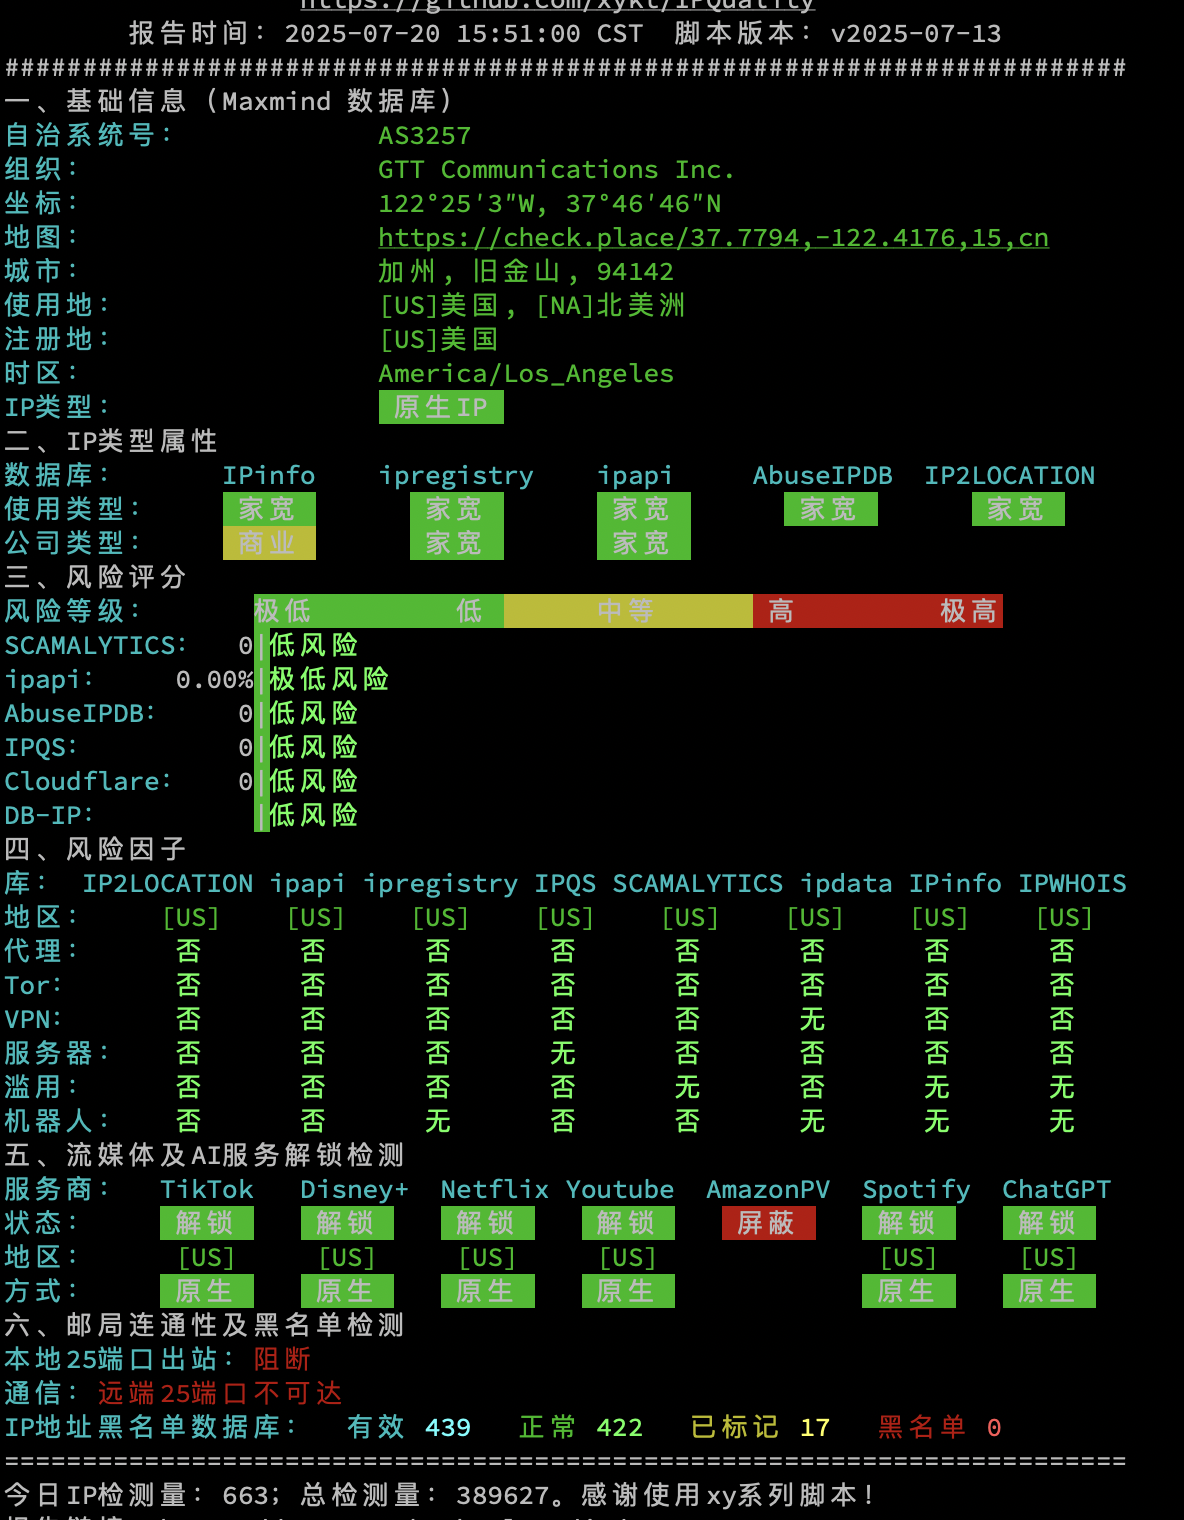 https://github.com/xykt/IPQuality
报告时间：2025-07-20 15:51:00 CST 脚本版本：v2025-07-13
########################################################################
一、基础信息（Maxmind 数据库）
自治系统号： AS3257
组织： GTT Communications Inc.
坐标： 122°25′3″W, 37°46′46″N
地图： https://check.place/37.7794,-122.4176,15,cn
城市： 加州, 旧金山, 94142
使用地： [US]美国, [NA]北美洲
注册地： [US]美国
时区： America/Los_Angeles
IP类型： 原生IP
二、IP类型属性
数据库： IPinfo ipregistry ipapi AbuseIPDB IP2LOCATION
使用类型： 家宽 家宽 家宽 家宽 家宽
公司类型： 商业 家宽 家宽
三、风险评分
风险等级： 极低 低 中等 高 极高
SCAMALYTICS： 0|低风险
ipapi： 0.00%|极低风险
AbuseIPDB： 0|低风险
IPQS： 0|低风险
Cloudflare： 0|低风险
DB-IP： |低风险
四、风险因子
库： IP2LOCATION ipapi ipregistry IPQS SCAMALYTICS ipdata IPinfo IPWHOIS
地区： [US] [US] [US] [US] [US] [US] [US] [US]
代理： 否 否 否 否 否 否 否 否
Tor： 否 否 否 否 否 否 否 否
VPN： 否 否 否 否 否 无 否 否
服务器： 否 否 否 无 否 否 否 否
滥用： 否 否 否 否 无 否 无 无
机器人： 否 否 无 否 否 无 无 无
五、流媒体及AI服务解锁检测
服务商： TikTok Disney+ Netflix Youtube AmazonPV Spotify ChatGPT
状态： 解锁 解锁 解锁 解锁 屏蔽 解锁 解锁
地区： [US] [US] [US] [US] [US] [US]
方式： 原生 原生 原生 原生 原生 原生
六、邮局连通性及黑名单检测
本地25端口出站：阻断
通信：远端25端口不可达
IP地址黑名单数据库： 有效 439 正常 422 已标记 17 黑名单 0
========================================================================
今日IP检测量：663；总检测量：389627。感谢使用xy系列脚本！